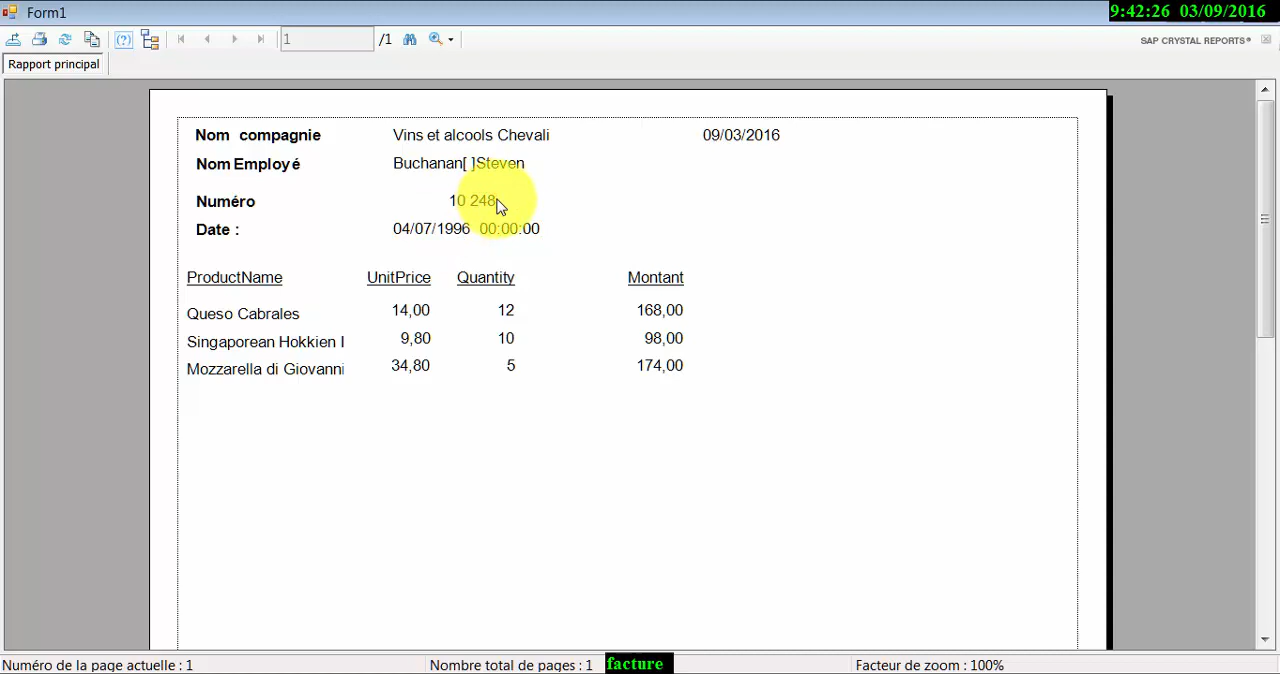 Form1
9:42:26 03/09/2016
1 /1
SAP CRYSTAL REPORTS®
Rapport principal
Nom compagnie Vins et alcools Chevali 09/03/2016
Nom Employé Buchanan[ ]Steven
Numéro 10 248
Date : 04/07/1996 00:00:00
ProductName UnitPrice Quantity Montant
Queso Cabrales 14,00 12 168,00
Singaporean Hokkien 9,80 10 98,00
Mozzarella di Giovanni 34,80 5 174,00
Numéro de la page actuelle : 1 Nombre total de pages : 1 facture Facteur de zoom : 100%